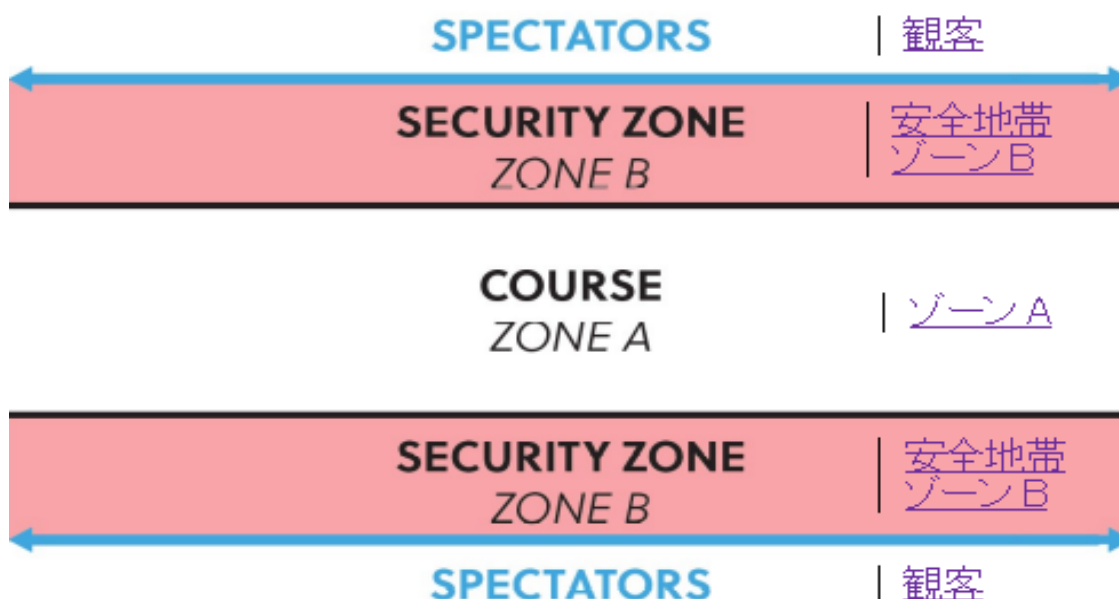 SPECTATORS | 観客
SECURITY ZONE | 安全地帯
ZONE B ゾーンB
COURSE
ZONE A | ゾーンA
SECURITY ZONE | 安全地帯
ZONE B ゾーンB
SPECTATORS | 観客